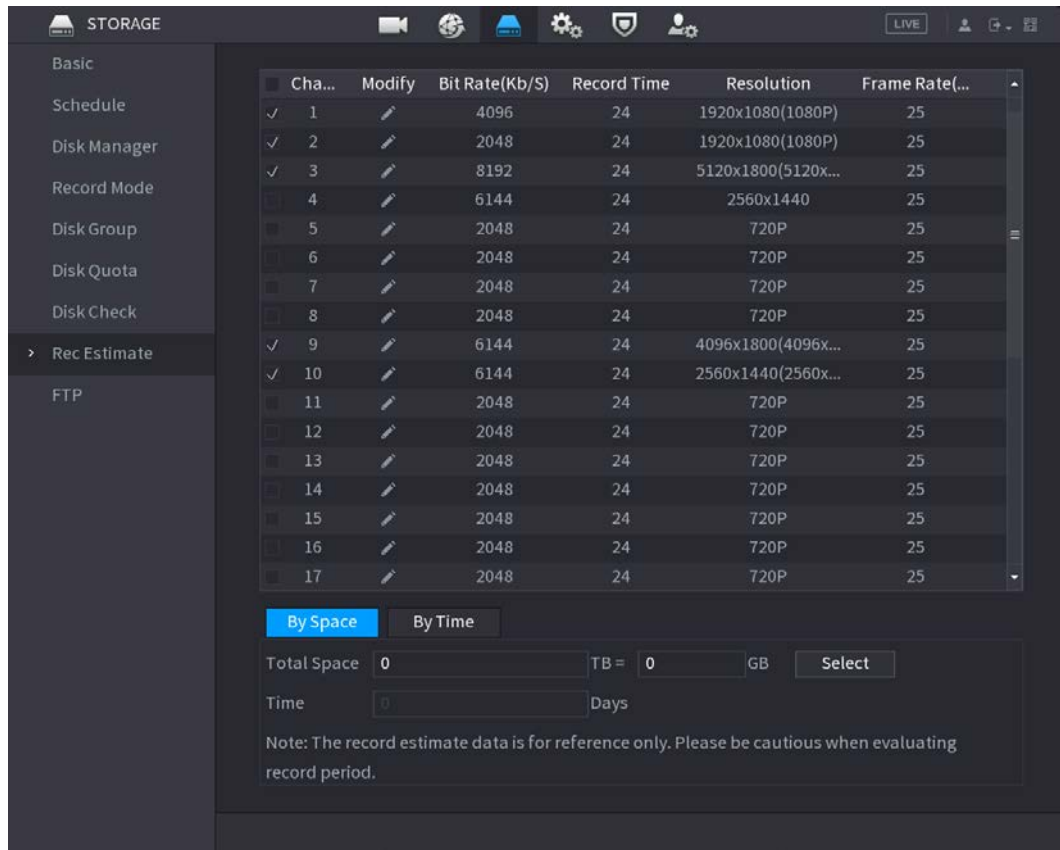 STORAGE LIVE
Basic
Schedule
Disk Manager
Record Mode
Disk Group
Disk Quota
Disk Check
> Rec Estimate
FTP
Cha... Modify Bit Rate(Kb/S) Record Time Resolution Frame Rate(...
1 4096 24 1920x1080(1080P) 25
2 2048 24 1920x1080(1080P) 25
3 8192 24 5120x1800(5120x... 25
4 6144 24 2560x1440 25
5 2048 24 720P 25
6 2048 24 720P 25
7 2048 24 720P 25
8 2048 24 720P 25
9 6144 24 4096x1800(4096x... 25
10 6144 24 2560x1440(2560x... 25
11 2048 24 720P 25
12 2048 24 720P 25
13 2048 24 720P 25
14 2048 24 720P 25
15 2048 24 720P 25
16 2048 24 720P 25
17 2048 24 720P 25
By Space By Time
Total Space 0 TB = 0 GB Select
Time 0 Days
Note: The record estimate data is for reference only. Please be cautious when evaluating
record period.